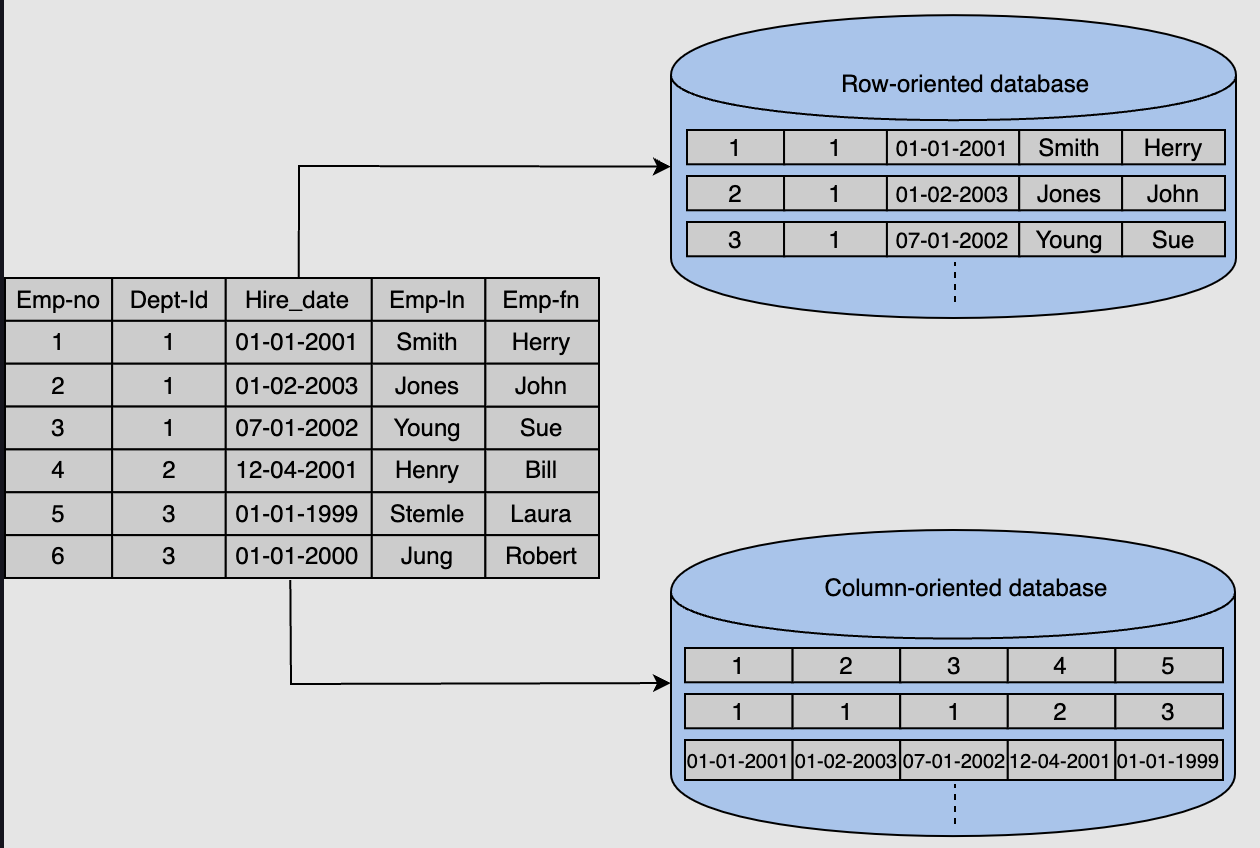 Row-oriented database
1 1 01-01-2001 Smith Herry
2 1 01-02-2003 Jones John
3 1 07-01-2002 Young Sue
Emp-no Dept-Id Hire_date Emp-ln Emp-fn
1 1 01-01-2001 Smith Herry
2 1 01-02-2003 Jones John
3 1 07-01-2002 Young Sue
4 2 12-04-2001 Henry Bill
5 3 01-01-1999 Stemle Laura
6 3 01-01-2000 Jung Robert
Column-oriented database
1 2 3 4 5
1 1 1 2 3
01-01-2001 01-02-2003 07-01-2002 12-04-2001 01-01-1999